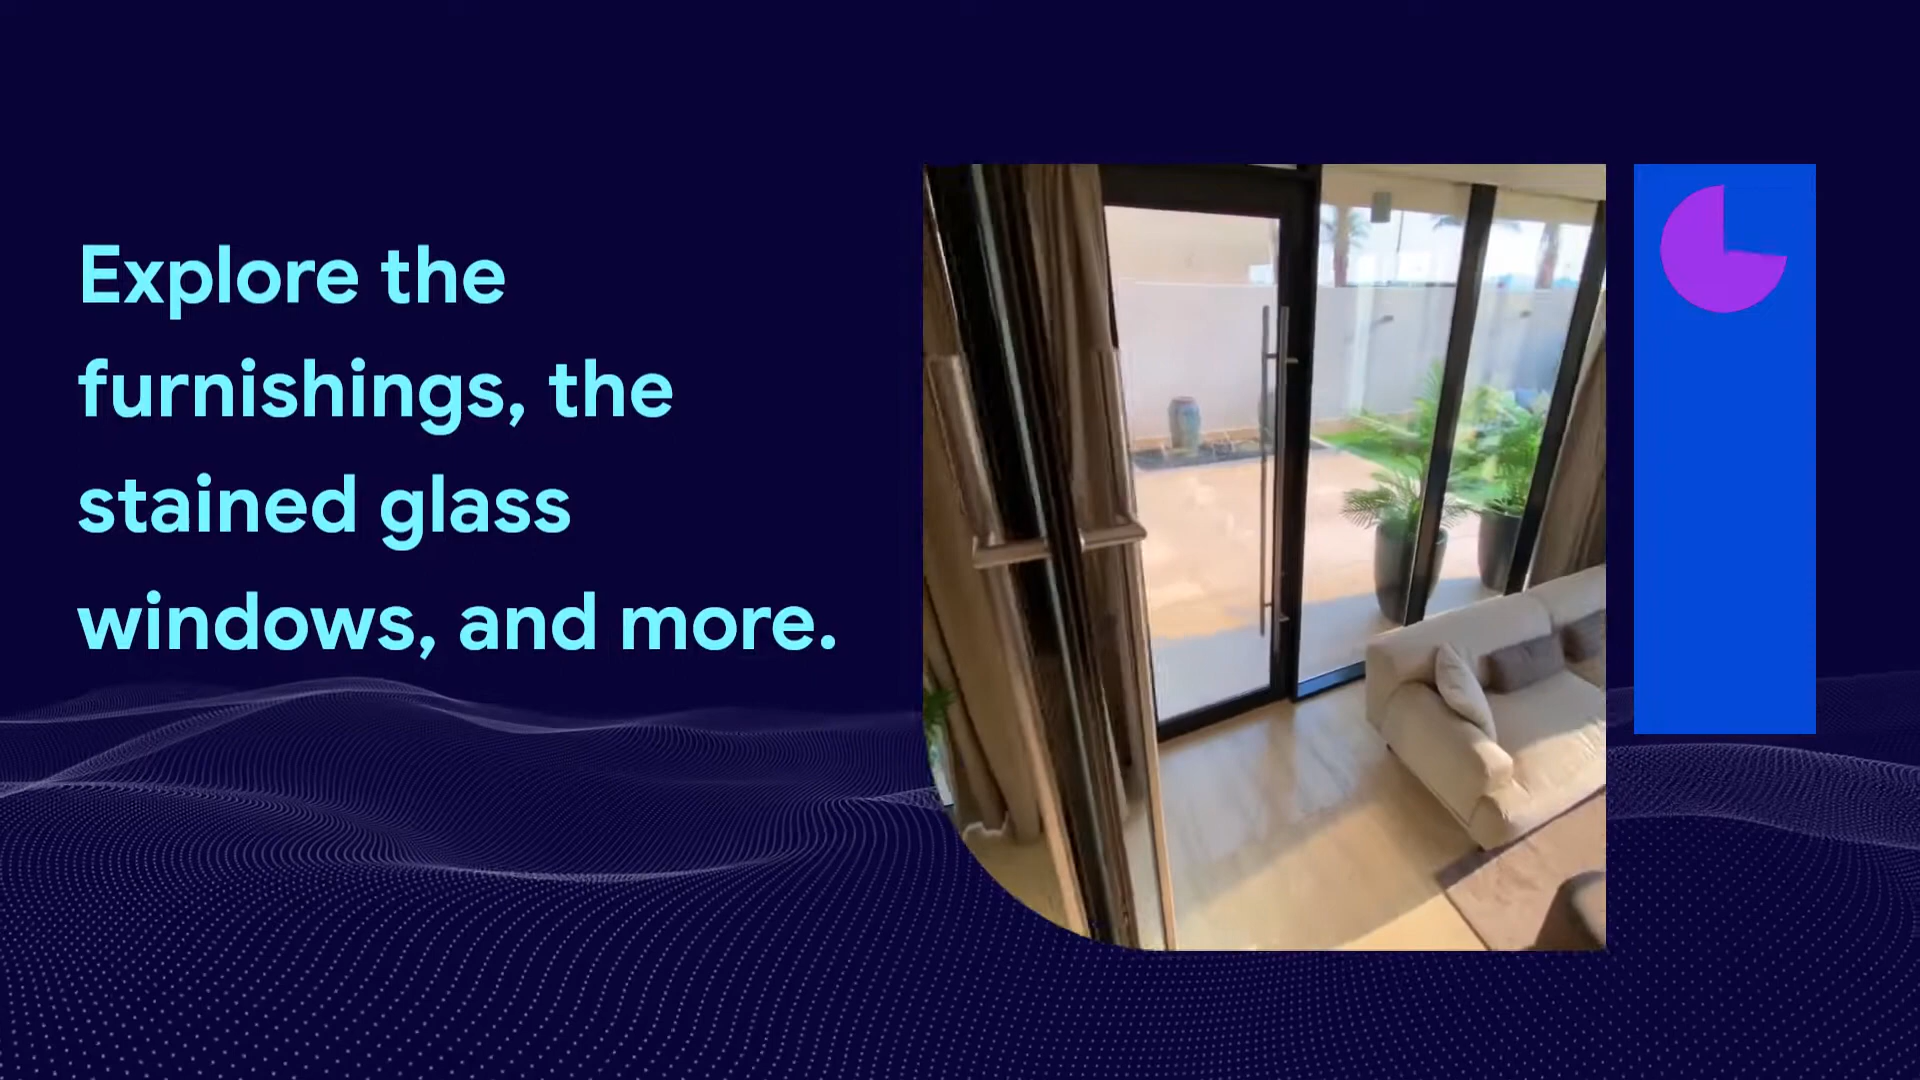 Explore the
furnishings, the
stained glass
windows, and more.